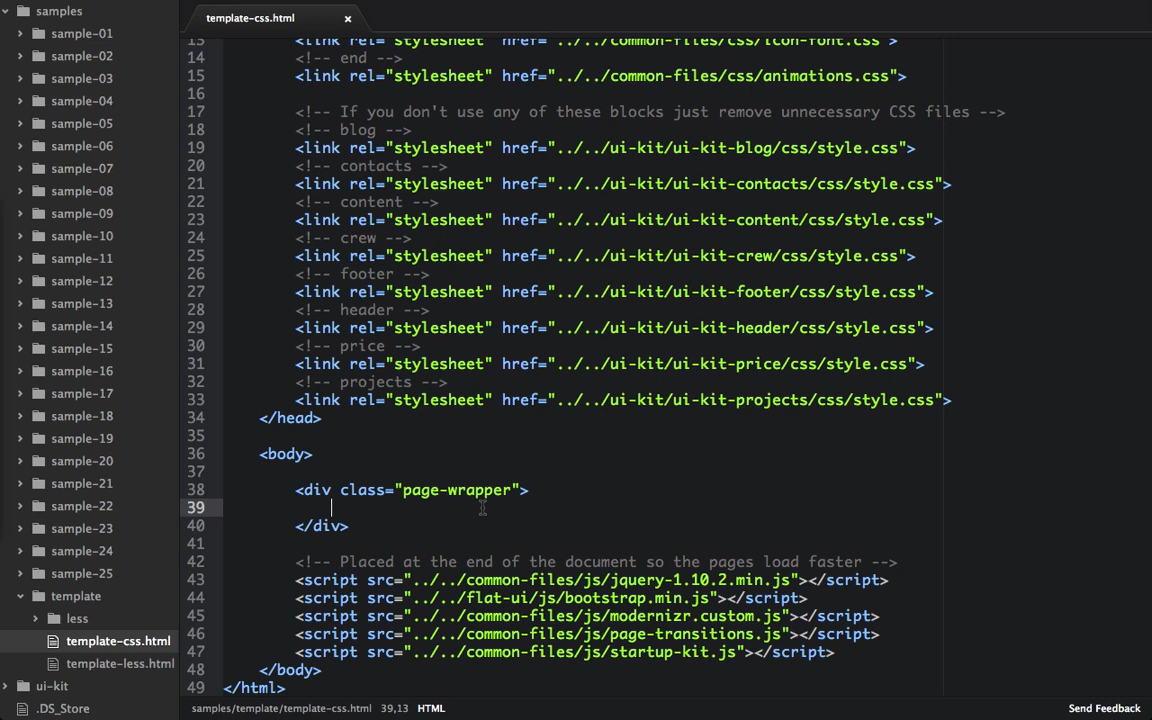 samples
sample-01
sample-02
sample-03
sample-04
sample-05
sample-06
sample-07
sample-08
sample-09
sample-10
sample-11
sample-12
sample-13
sample-14
sample-15
sample-16
sample-17
sample-18
sample-19
sample-20
sample-21
sample-22
sample-23
sample-24
sample-25
template
less
template-css.html
template-less.html
ui-kit
.DS_Store
template-css.html ×
13 <link rel="stylesheet" href="../../common-files/css/icon-font.css">
14 <!-- end -->
15 <link rel="stylesheet" href="../../common-files/css/animations.css">
16
17 <!-- If you don't use any of these blocks just remove unnecessary CSS files -->
18 <!-- blog -->
19 <link rel="stylesheet" href="../../ui-kit/ui-kit-blog/css/style.css">
20 <!-- contacts -->
21 <link rel="stylesheet" href="../../ui-kit/ui-kit-contacts/css/style.css">
22 <!-- content -->
23 <link rel="stylesheet" href="../../ui-kit/ui-kit-content/css/style.css">
24 <!-- crew -->
25 <link rel="stylesheet" href="../../ui-kit/ui-kit-crew/css/style.css">
26 <!-- footer -->
27 <link rel="stylesheet" href="../../ui-kit/ui-kit-footer/css/style.css">
28 <!-- header -->
29 <link rel="stylesheet" href="../../ui-kit/ui-kit-header/css/style.css">
30 <!-- price -->
31 <link rel="stylesheet" href="../../ui-kit/ui-kit-price/css/style.css">
32 <!-- projects -->
33 <link rel="stylesheet" href="../../ui-kit/ui-kit-projects/css/style.css">
34 </head>
35
36 <body>
37
38 <div class="page-wrapper">
39
40 </div>
41
42 <!-- Placed at the end of the document so the pages load faster -->
43 <script src="../../common-files/js/jquery-1.10.2.min.js"></script>
44 <script src="../../flat-ui/js/bootstrap.min.js"></script>
45 <script src="../../common-files/js/modernizr.custom.js"></script>
46 <script src="../../common-files/js/page-transitions.js"></script>
47 <script src="../../common-files/js/startup-kit.js"></script>
48 </body>
49 </html>
samples/template/template-css.html 39,13 HTML
Send Feedback